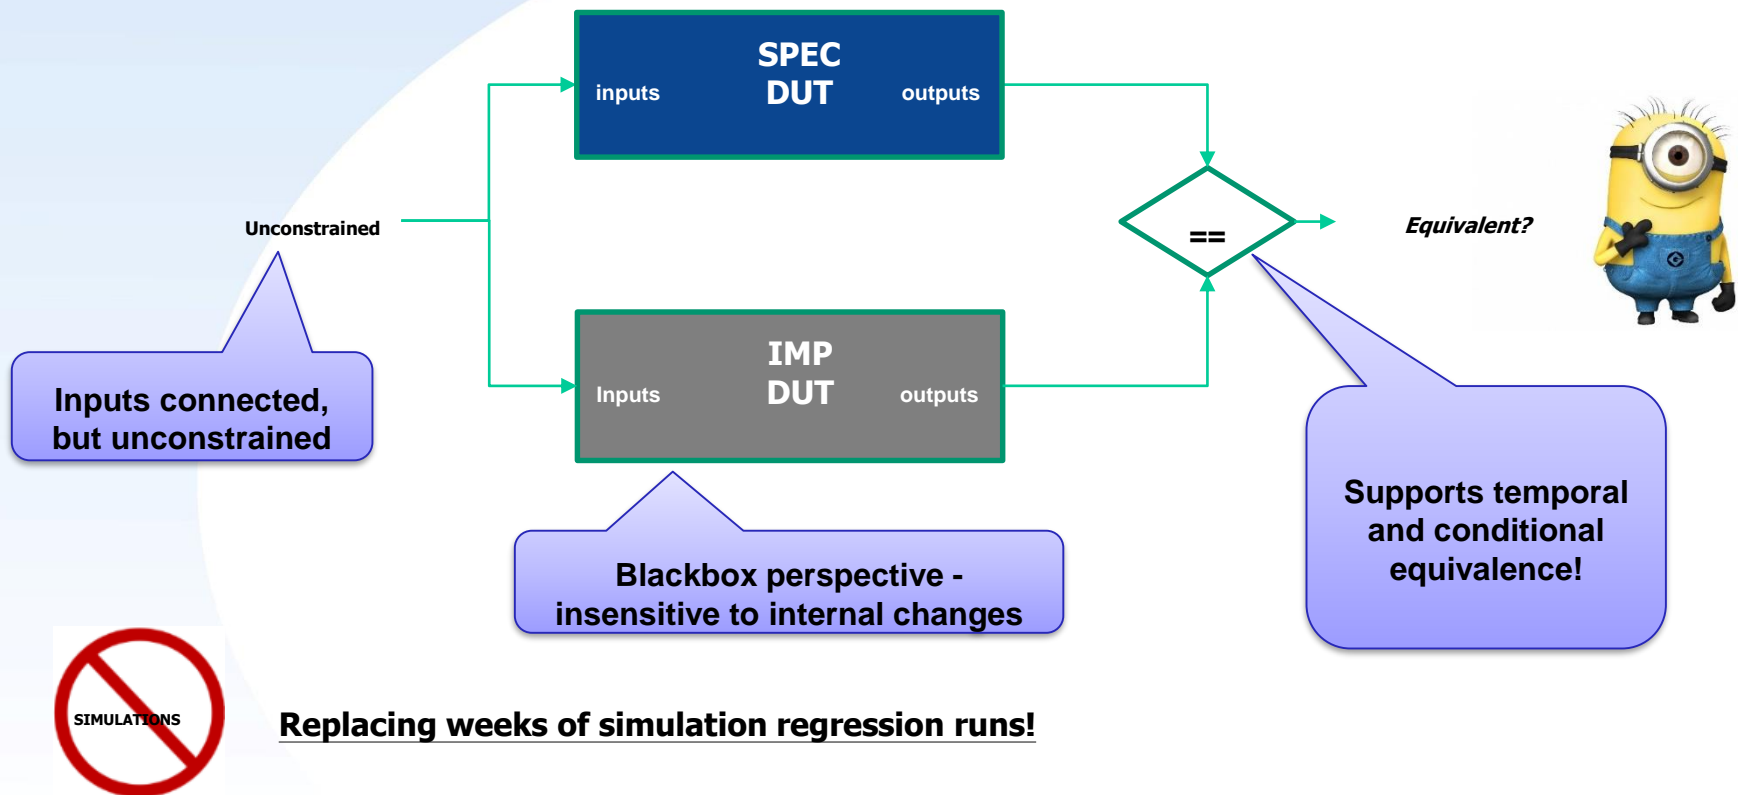 SPEC
DUT
inputs
outputs
Unconstrained
==
Equivalent?
IMP
DUT
Inputs
outputs
Inputs connected,
but unconstrained
Blackbox perspective -
insensitive to internal changes
Supports temporal
and conditional
equivalence!
SIMULATIONS
Replacing weeks of simulation regression runs!